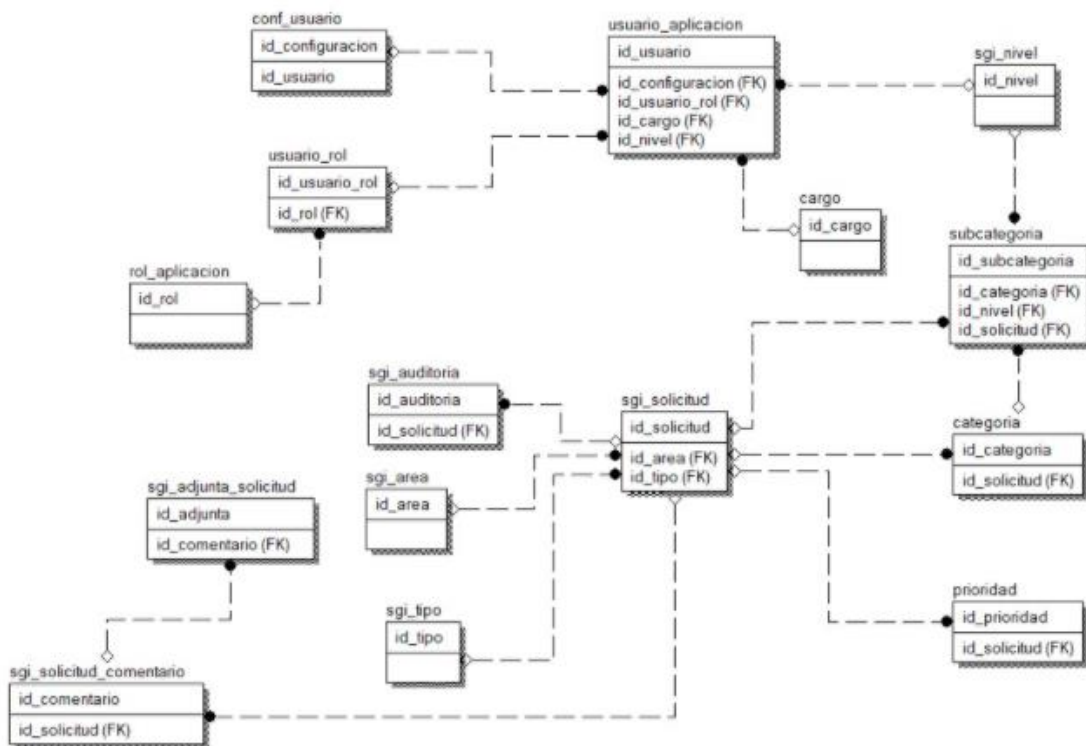 conf_usuario
id_configuracion
id_usuario
usuario_aplicacion
id_usuario
id_configuracion (FK)
id_usuario_rol (FK)
id_cargo (FK)
id_nivel (FK)
sgi_nivel
id_nivel
usuario_rol
id_usuario_rol
id_rol (FK)
cargo
id_cargo
rol_aplicacion
id_rol
subcategoria
id_subcategoria
id_categoria (FK)
id_nivel (FK)
id_solicitud (FK)
sgi_auditoria
id_auditoria
id_solicitud (FK)
sgi_solicitud
id_solicitud
id_area (FK)
id_tipo (FK)
categoria
id_categoria
id_solicitud (FK)
sgi_area
id_area
sgi_adjunta_solicitud
id_adjunta
id_comentario (FK)
sgi_tipo
id_tipo
prioridad
id_prioridad
id_solicitud (FK)
sgi_solicitud_comentario
id_comentario
id_solicitud (FK)